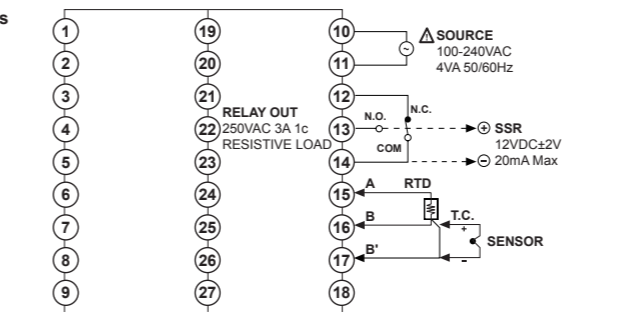 s
1 19 10 ⚠ SOURCE
100-240VAC
2 20 11 4VA 50/60Hz
3 21 12
RELAY OUT N.O. N.C.
4 22 250VAC 3A 1c 13 ⊕ SSR
RESISTIVE LOAD COM 12VDC±2V
5 23 14 ⊖ 20mA Max
6 24 15 A RTD
7 25 16 B T.C.
+
SENSOR
8 26 17 B' -
9 27 18